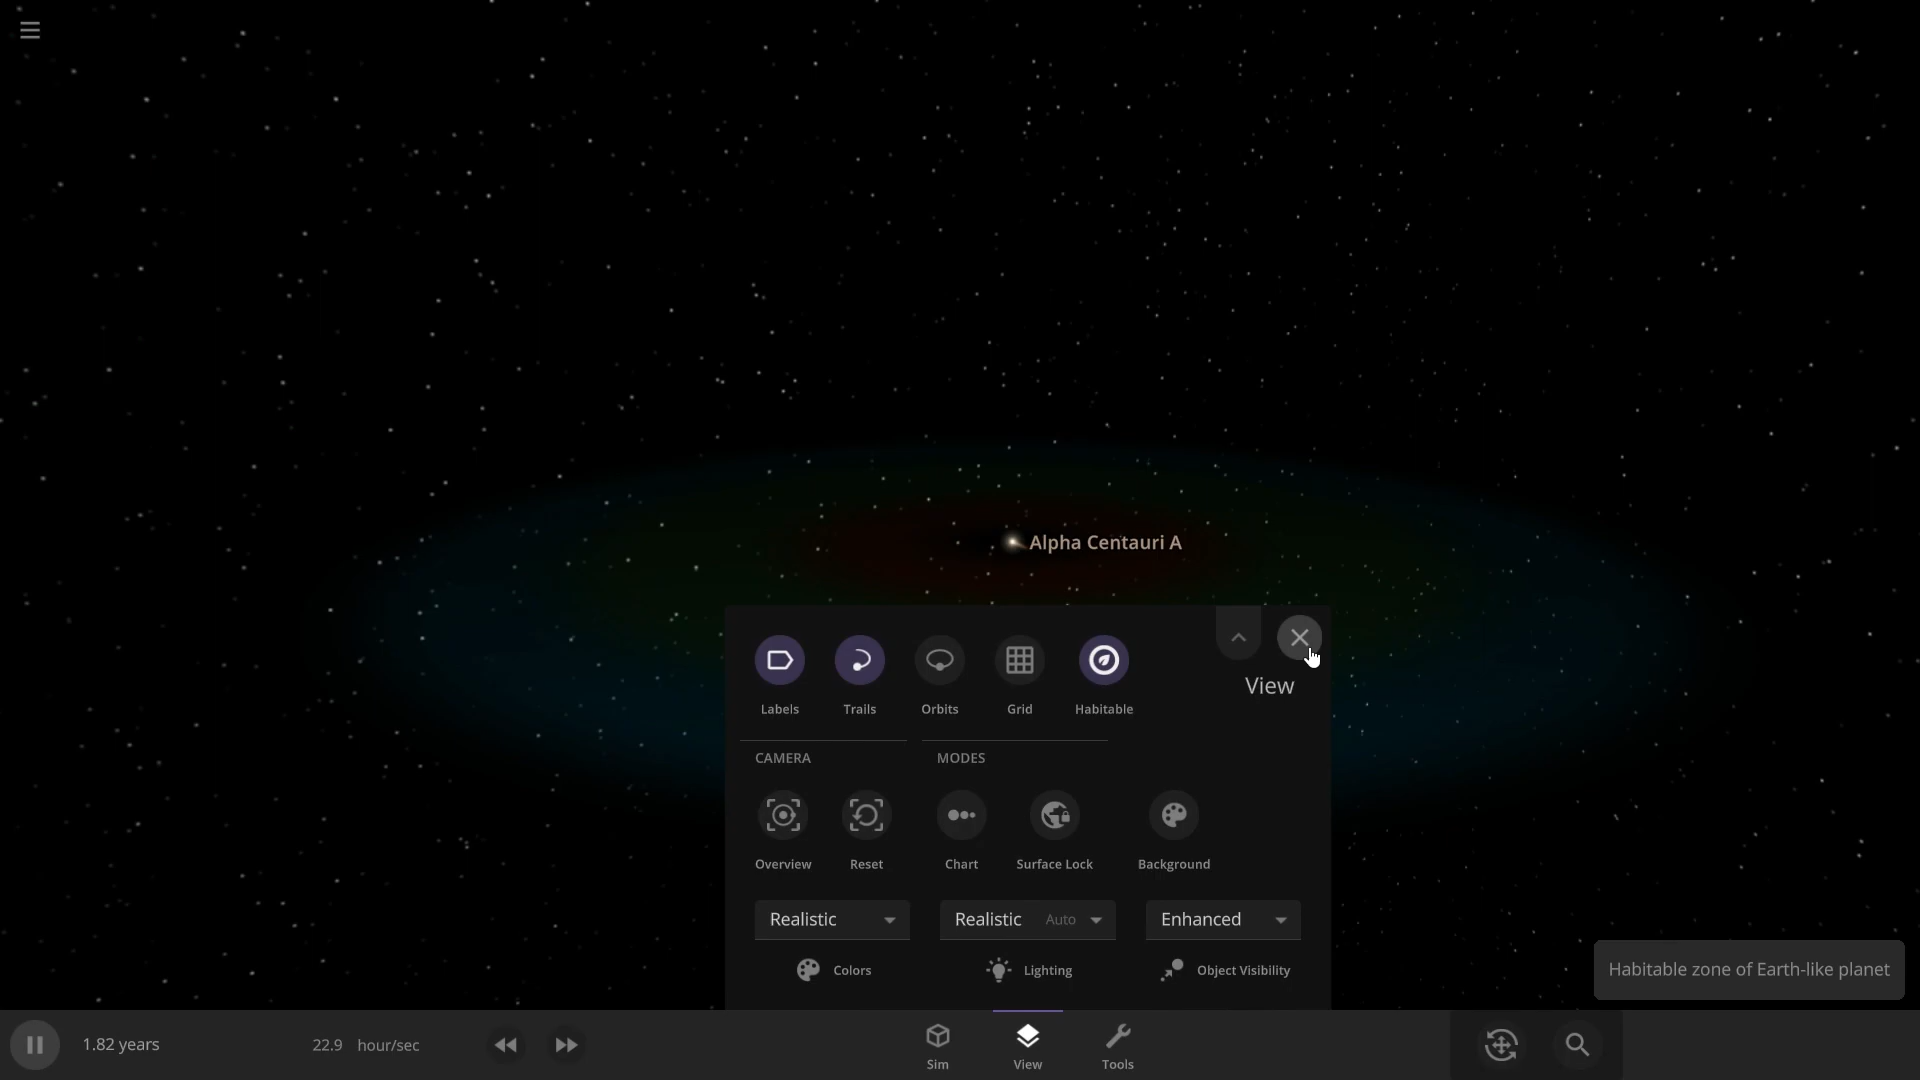 Alpha Centauri A
View
Labels
Trails
Orbits
Grid
Habitable
CAMERA
MODES
Overview
Reset
Chart
Surface Lock
Background
Realistic
Realistic Auto
Enhanced
Colors
Lighting
Object Visibility
Habitable zone of Earth-like planet
1.82 years
22.9 hour/sec
Sim
View
Tools